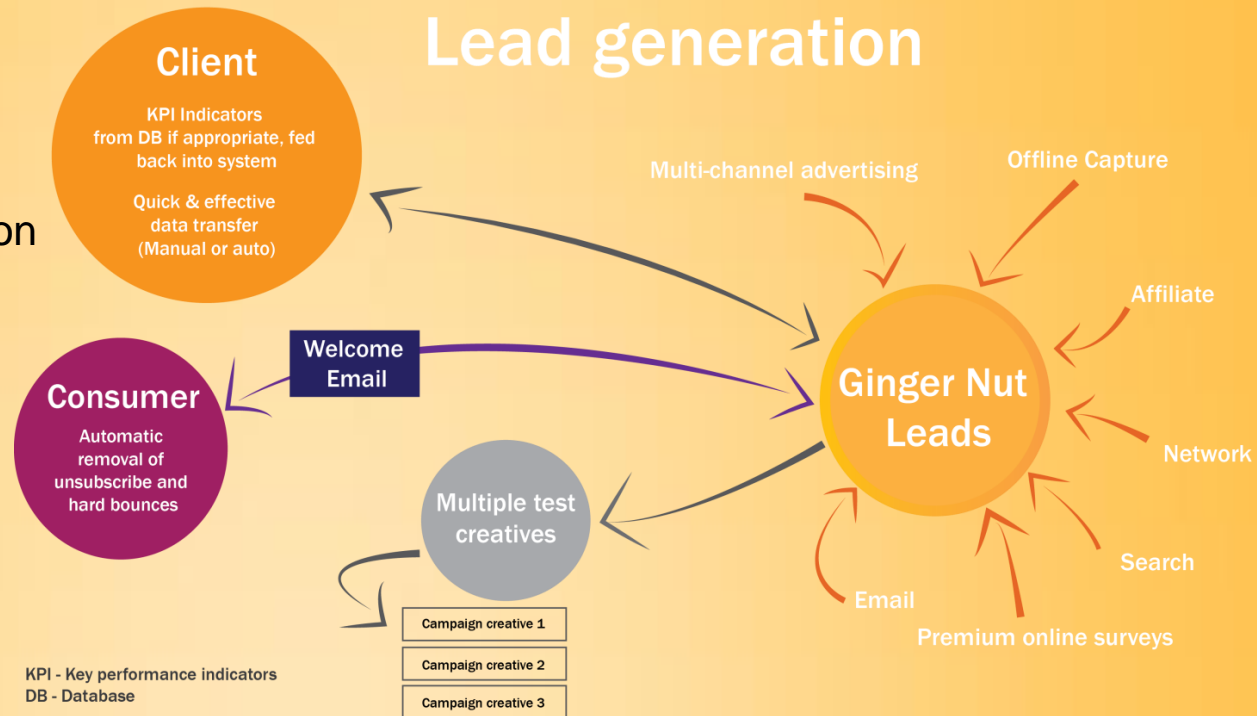 Lead generation
Client
KPI Indicators
from DB if appropriate, fed
back into system
Quick & effective
data transfer
(Manual or auto)
on
Multi-channel advertising
Offline Capture
Affiliate
Ginger Nut
Leads
Network
Search
Premium online surveys
Email
Welcome
Email
Consumer
Automatic
removal of
unsubscribe and
hard bounces
Multiple test
creatives
Campaign creative 1
Campaign creative 2
Campaign creative 3
KPI - Key performance indicators
DB - Database